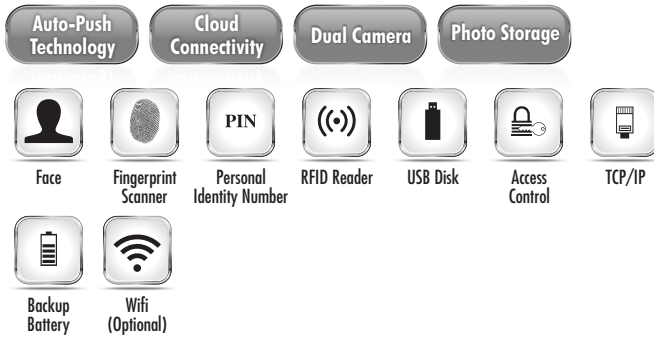 Auto-Push
Technology
Cloud
Connectivity
Dual Camera
Photo Storage
PIN
Face
Fingerprint
Scanner
Personal
Identity Number
RFID Reader
USB Disk
Access
Control
TCP/IP
Backup
Battery
Wifi
(Optional)